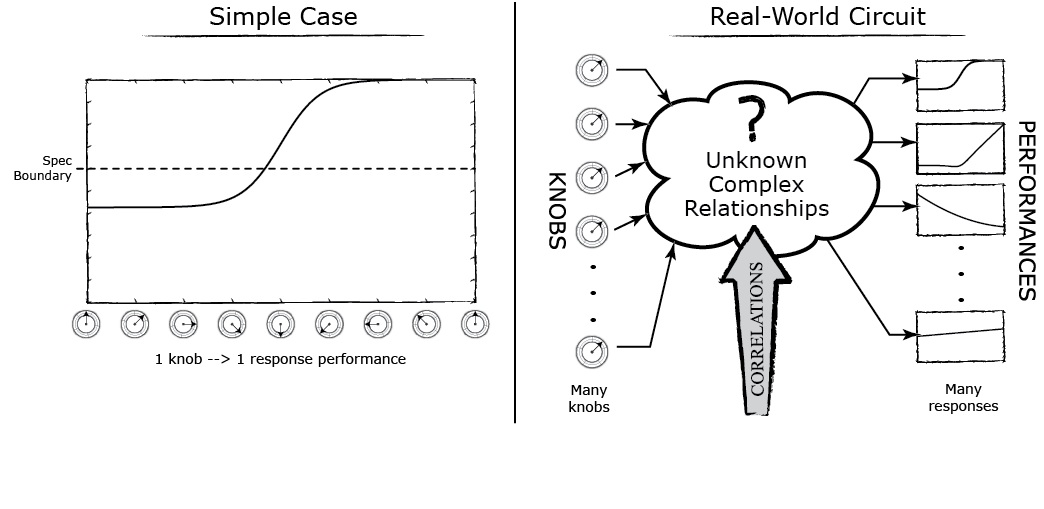 Simple Case
Spec
Boundary
1 knob --> 1 response performance
Real-World Circuit
KNOBS
?
Unknown
Complex
Relationships
CORRELATIONS
PERFORMANCES
Many
knobs
Many
responses